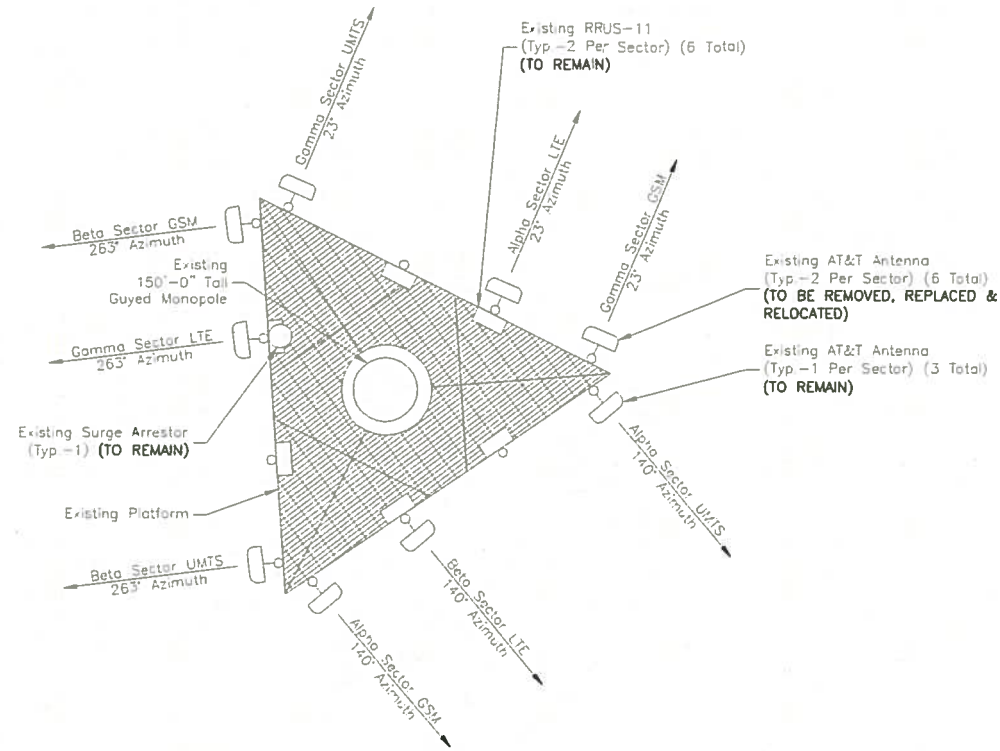 Existing RRUS-11
(Typ.-2 Per Sector) (6 Total)
(TO REMAIN)
Gamma Sector UMTS
23° Azimuth
Alpha Sector LTE
23° Azimuth
Gamma Sector GSM
23° Azimuth
Beta Sector GSM
263° Azimuth
Existing
150'-0" Tall
Guyed Monopole
Existing AT&T Antenna
(Typ.-2 Per Sector) (6 Total)
(TO BE REMOVED, REPLACED &
RELOCATED)
Gamma Sector LTE
263° Azimuth
Existing AT&T Antenna
(Typ.-1 Per Sector) (3 Total)
(TO REMAIN)
Existing Surge Arrestor
(Typ.-1) (TO REMAIN)
Alpha Sector UMTS
140° Azimuth
Existing Platform
Beta Sector UMTS
263° Azimuth
Beta Sector LTE
140° Azimuth
Alpha Sector GSM
140° Azimuth